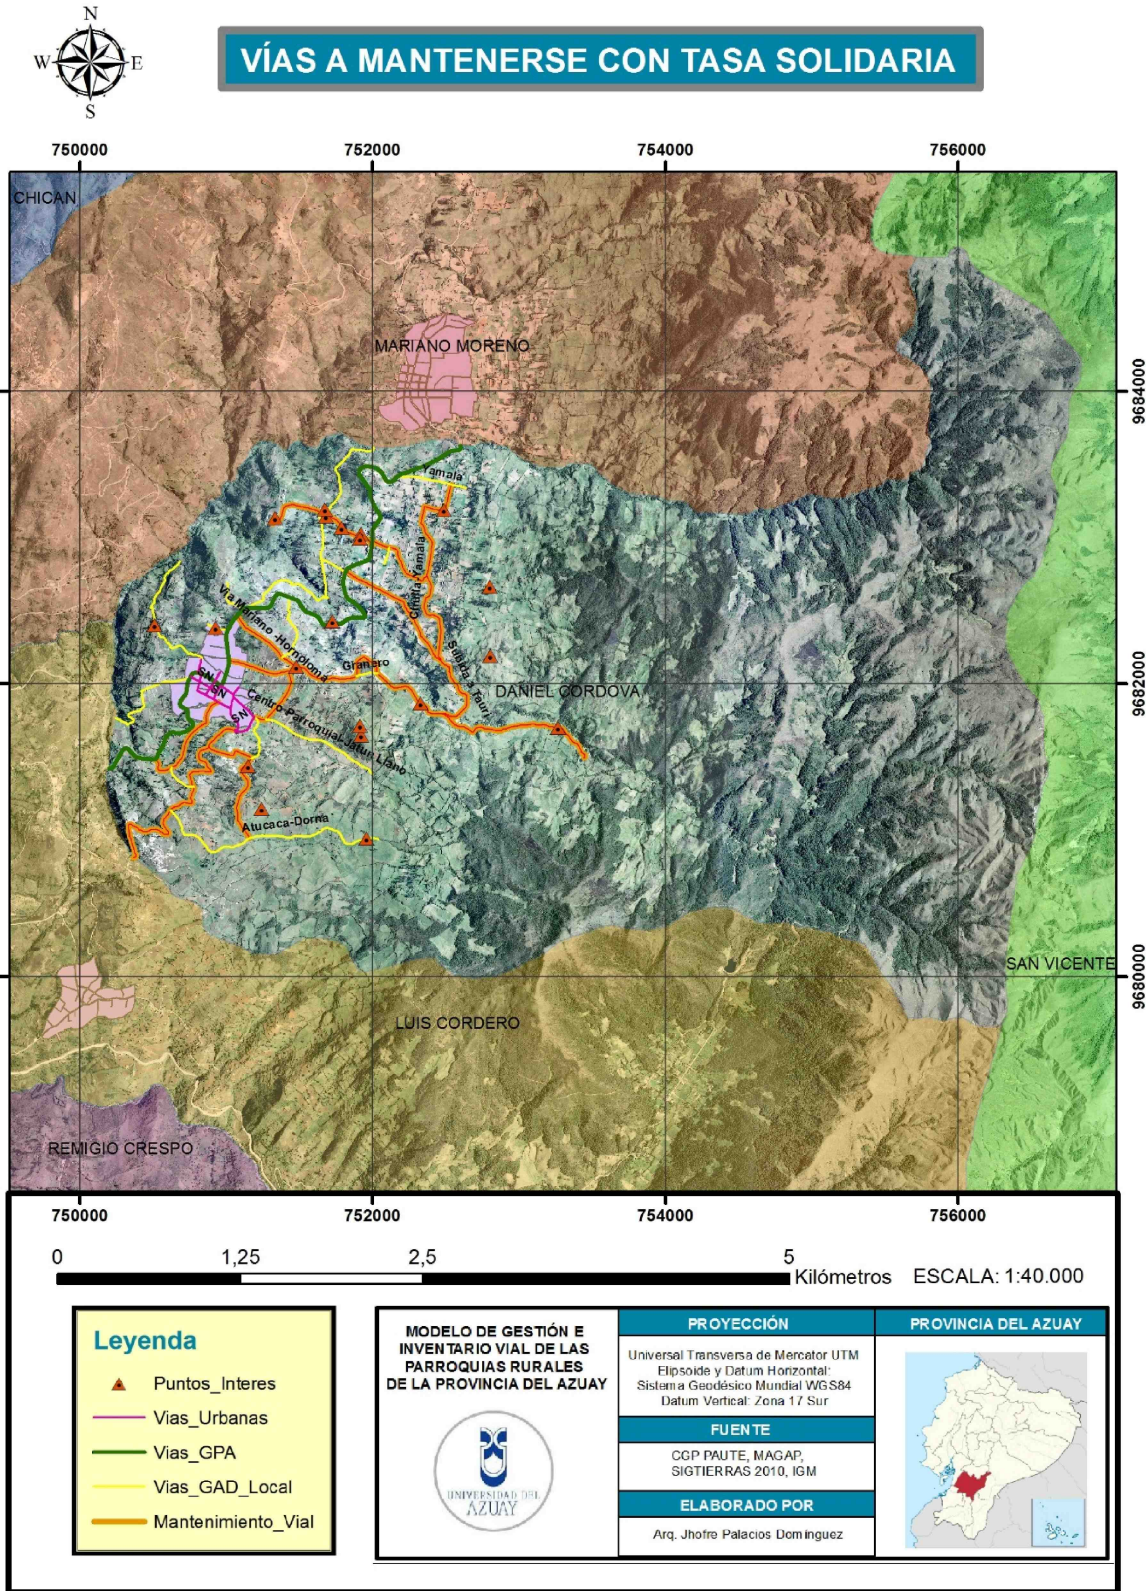 N
W E
S
VÍAS A MANTENERSE CON TASA SOLIDARIA
750000 752000 754000 756000
CHICAN
MARIANO MORENO
9684000
Yamala
Chulla-Yamala
Via Mariano -Hornoloma
Granero
Subida a Taur
9682000
SN
SN
SN
DANIEL CORDOVA
Centro Parroquial-Jatun Llano
Atucaca-Dorna
9680000
SAN VICENTE
LUIS CORDERO
REMIGIO CRESPO
750000 752000 754000 756000
0 1,25 2,5 5
Kilómetros ESCALA: 1:40.000
Leyenda
Puntos_Interes
Vias_Urbanas
Vias_GPA
Vias_GAD_Local
Mantenimiento_Vial
MODELO DE GESTIÓN E
INVENTARIO VIAL DE LAS
PARROQUIAS RURALES
DE LA PROVINCIA DEL AZUAY
UNIVERSIDAD DEL
AZUAY
PROYECCIÓN
Universal Transversa de Mercator UTM
Elipsoide y Datum Horizontal:
Sistema Geodésico Mundial WGS84
Datum Vertical: Zona 17 Sur
FUENTE
CGP PAUTE, MAGAP,
SIGTIERRAS 2010, IGM
ELABORADO POR
Arq. Jhofre Palacios Dominguez
PROVINCIA DEL AZUAY